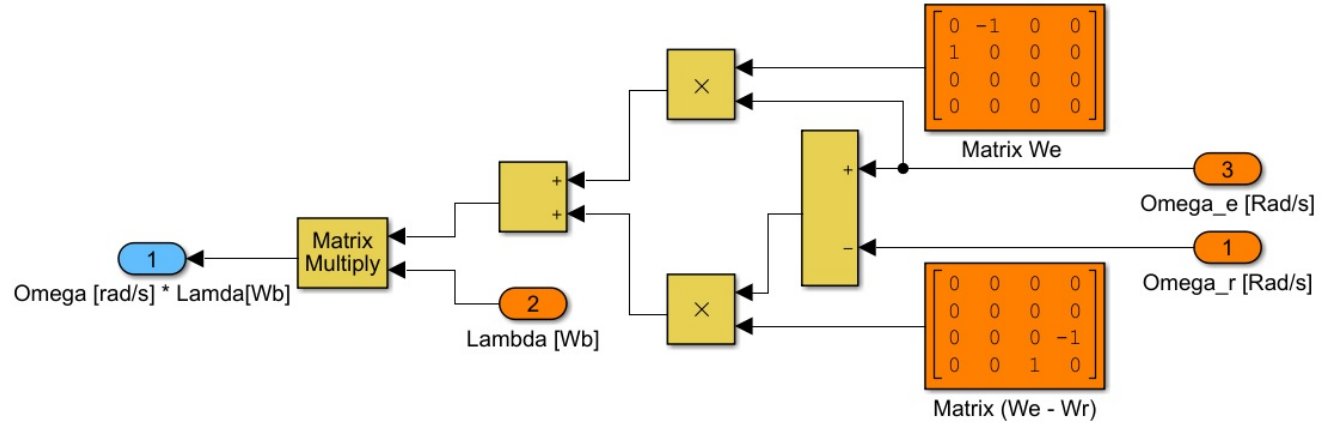 0 -1 0 0
1 0 0 0
0 0 0 0
0 0 0 0
Matrix We
×
+
−
3
Omega_e [Rad/s]
+
+
Matrix
Multiply
1
Omega [rad/s] * Lamda[Wb]
2
Lambda [Wb]
×
1
Omega_r [Rad/s]
0 0 0 0
0 0 0 0
0 0 0 -1
0 0 1 0
Matrix (We - Wr)